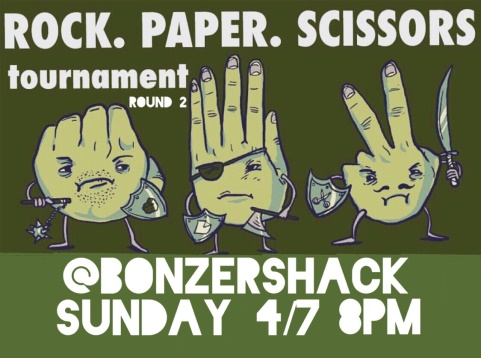 ROCK. PAPER. SCISSORS
tournament
ROUND 2
@BONZERSHACK
SUNDAY 4/7 8PM